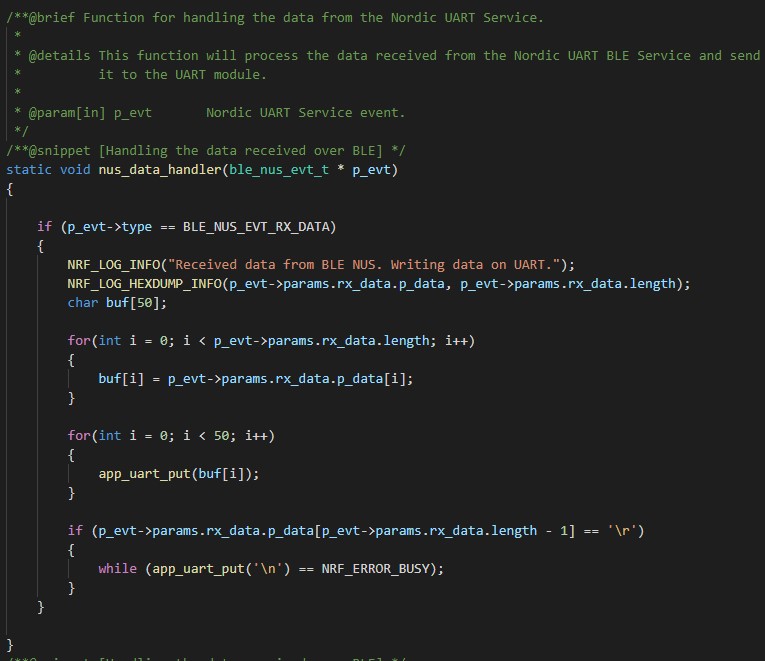 /**@brief Function for handling the data from the Nordic UART Service.
 *
 * @details This function will process the data received from the Nordic UART BLE Service and send
 *          it to the UART module.
 *
 * @param[in] p_evt       Nordic UART Service event.
 */
/**@snippet [Handling the data received over BLE] */
static void nus_data_handler(ble_nus_evt_t * p_evt)
{
    if (p_evt->type == BLE_NUS_EVT_RX_DATA)
    {
        NRF_LOG_INFO("Received data from BLE NUS. Writing data on UART.");
        NRF_LOG_HEXDUMP_INFO(p_evt->params.rx_data.p_data, p_evt->params.rx_data.length);
        char buf[50];
        for(int i = 0; i < p_evt->params.rx_data.length; i++)
        {
            buf[i] = p_evt->params.rx_data.p_data[i];
        }
        for(int i = 0; i < 50; i++)
        {
            app_uart_put(buf[i]);
        }
        if (p_evt->params.rx_data.p_data[p_evt->params.rx_data.length - 1] == '\r')
        {
            while (app_uart_put('\n') == NRF_ERROR_BUSY);
        }
    }
}